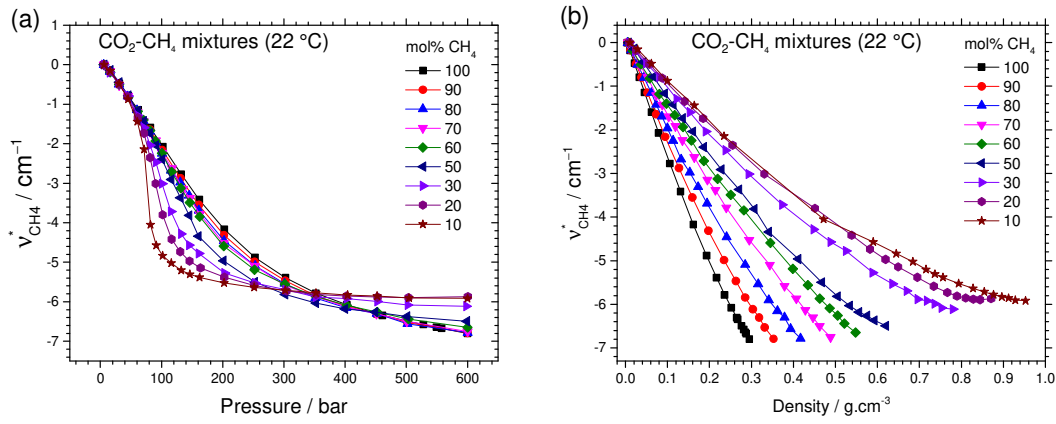 (a)
CO₂-CH₄ mixtures (22 °C)
mol% CH₄
100
90
80
70
60
50
30
20
10
0
-1
-2
-3
-4
-5
-6
-7
ν*CH4 / cm⁻¹
0 100 200 300 400 500 600
Pressure / bar
(b)
CO₂-CH₄ mixtures (22 °C)
mol% CH₄
100
90
80
70
60
50
30
20
10
0
-1
-2
-3
-4
-5
-6
-7
ν*CH4 / cm⁻¹
0.0 0.1 0.2 0.3 0.4 0.5 0.6 0.7 0.8 0.9 1.0
Density / g.cm⁻³